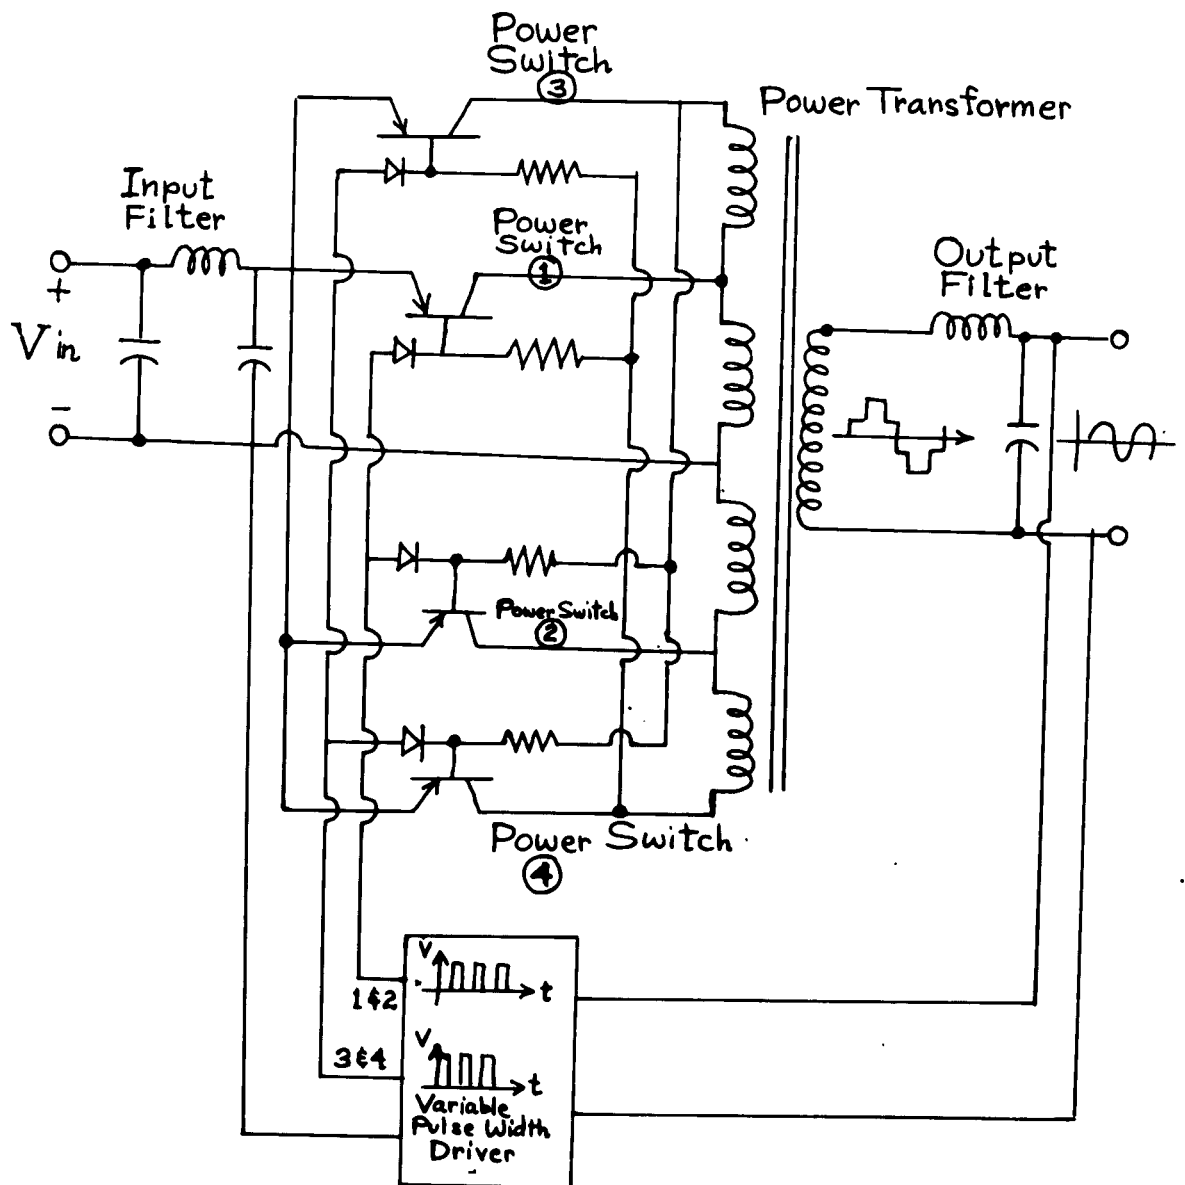 Power
Switch
3
Power Transformer
Input
Filter
Power
Switch
1
Output
Filter
+
Vin
−
Power Switch
2
Power Switch
4
V
t
1&2
V
3&4
t
Variable
Pulse Width
Driver